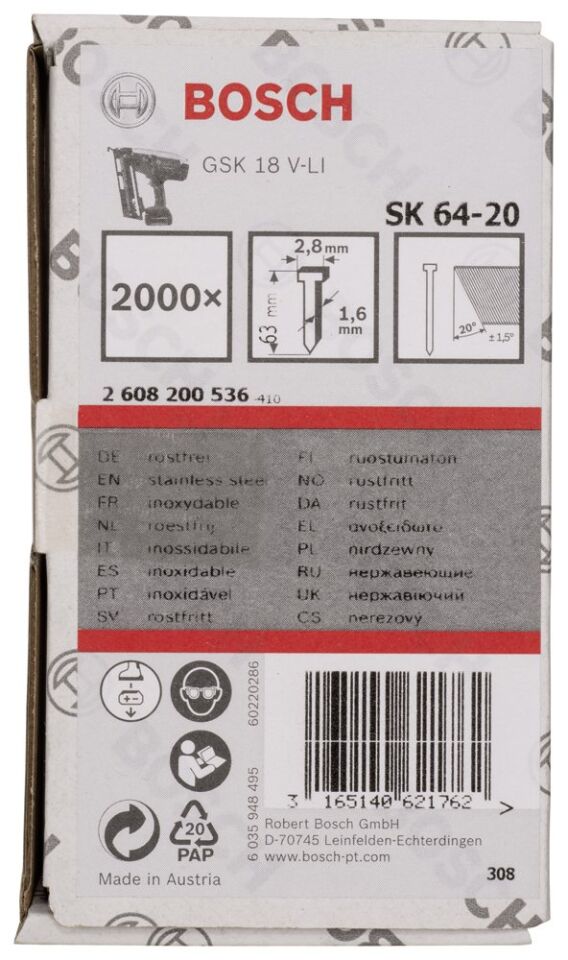 BOSCH
GSK 18 V-LI
SK 64-20
2000×
2,8 mm
63 mm
1,6 mm
20°
± 1,5°
2 608 200 536 -410
DE rostfrei
EN stainless steel
FR inoxydable
NL roestfrij
IT inossidabile
ES inoxidable
PT inoxidável
SV rostfritt
FI ruostumaton
NO rustfritt
DA rustfrit
EL ανοξείδωτο
PL nirdzewny
RU нержавеющие
UK нержавіючий
CS nerezový
60220286
6 035 948 495
20
PAP
Made in Austria
3 165140 621762 >
Robert Bosch GmbH
D-70745 Leinfelden-Echterdingen
www.bosch-pt.com
308